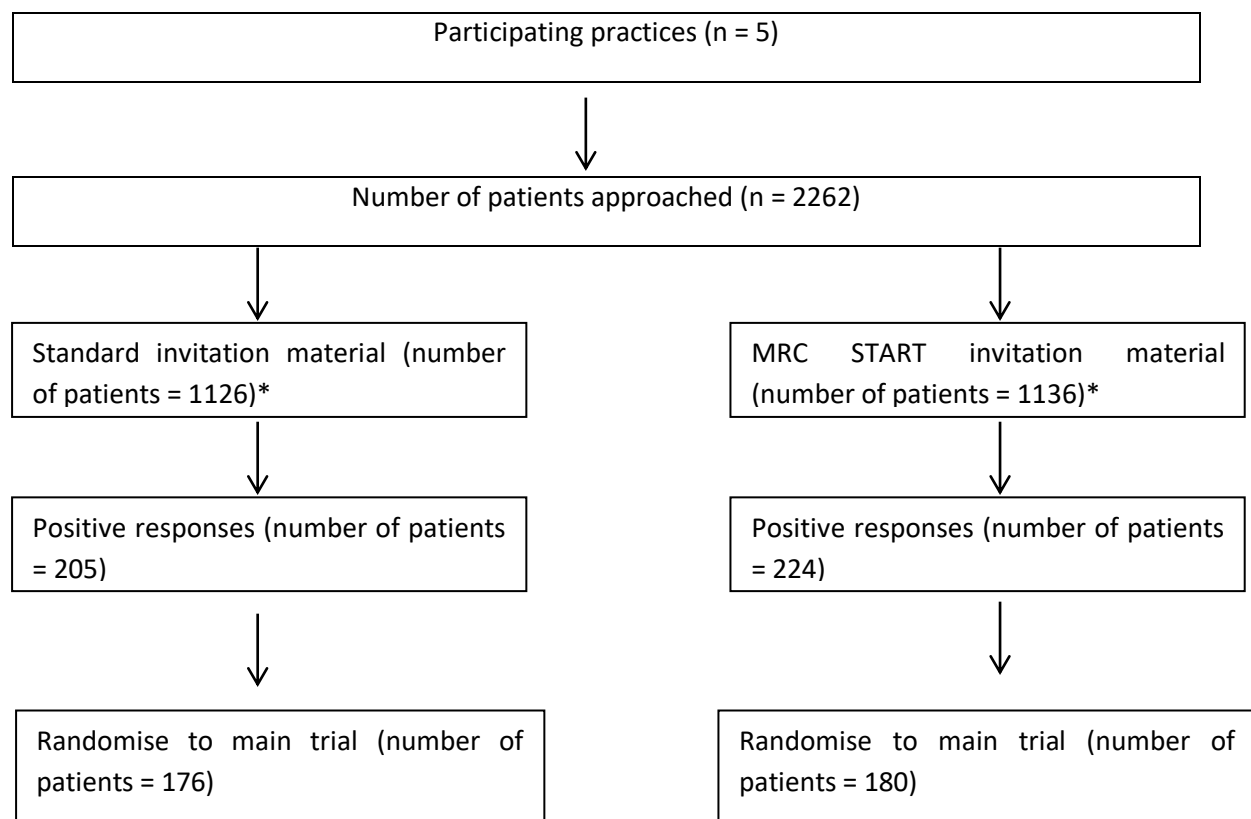 Participating practices (n = 5)
Number of patients approached (n = 2262)
Standard invitation material (number
of patients = 1126)*
MRC START invitation material
(number of patients = 1136)*
Positive responses (number of patients
= 205)
Positive responses (number of patients
= 224)
Randomise to main trial (number of
patients = 176)
Randomise to main trial (number of
patients = 180)